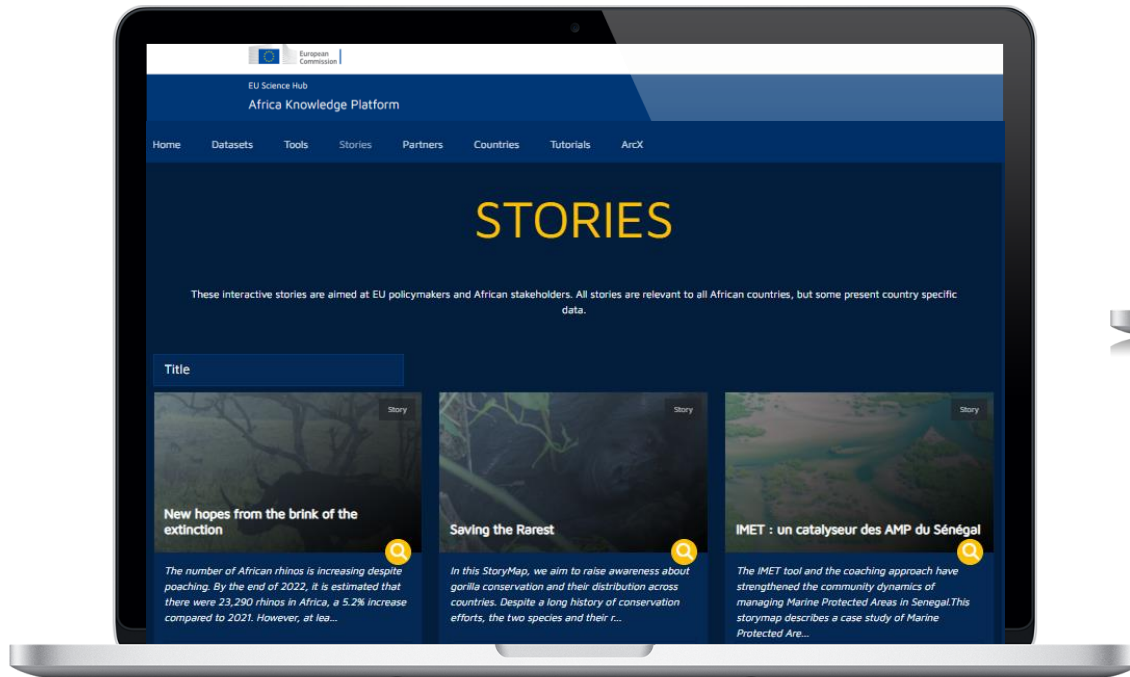 European
Commission
EU Science Hub
Africa Knowledge Platform
Home Datasets Tools Stories Partners Countries Tutorials ArcX
STORIES
These interactive stories are aimed at EU policymakers and African stakeholders. All stories are relevant to all African countries, but some present country specific
data.
Title
Story
New hopes from the brink of the
extinction
The number of African rhinos is increasing despite
poaching. By the end of 2022, it is estimated that
there were 23,290 rhinos in Africa, a 5.2% increase
compared to 2021. However, at lea...
Story
Saving the Rarest
In this StoryMap, we aim to raise awareness about
gorilla conservation and their distribution across
countries. Despite a long history of conservation
efforts, the two species and their r...
Story
IMET : un catalyseur des AMP du Sénégal
The IMET tool and the coaching approach have
strengthened the community dynamics of
managing Marine Protected Areas in Senegal.This
storymap describes a case study of Marine
Protected Are...